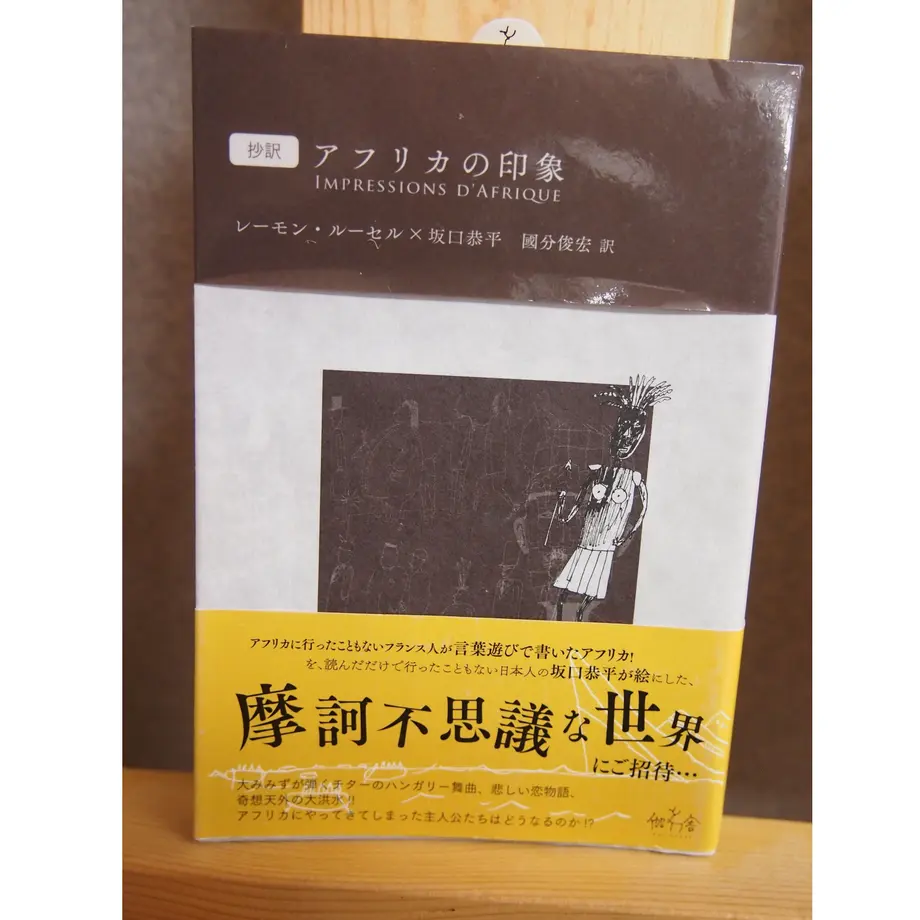 抄訳 アフリカの印象
IMPRESSIONS D'AFRIQUE
レーモン・ルーセル×坂口恭平 國分俊宏 訳
アフリカに行ったこともないフランス人が言葉遊びで書いたアフリカ!
を、読んだだけで行ったこともない日本人の坂口恭平が絵にした、
摩訶不思議な世界
にご招待…
大みみずが弾くチターのハンガリー舞曲、悲しい恋物語、
奇想天外の大洪水!!
アフリカにやってきてしまった主人公たちはどうなるのか!?